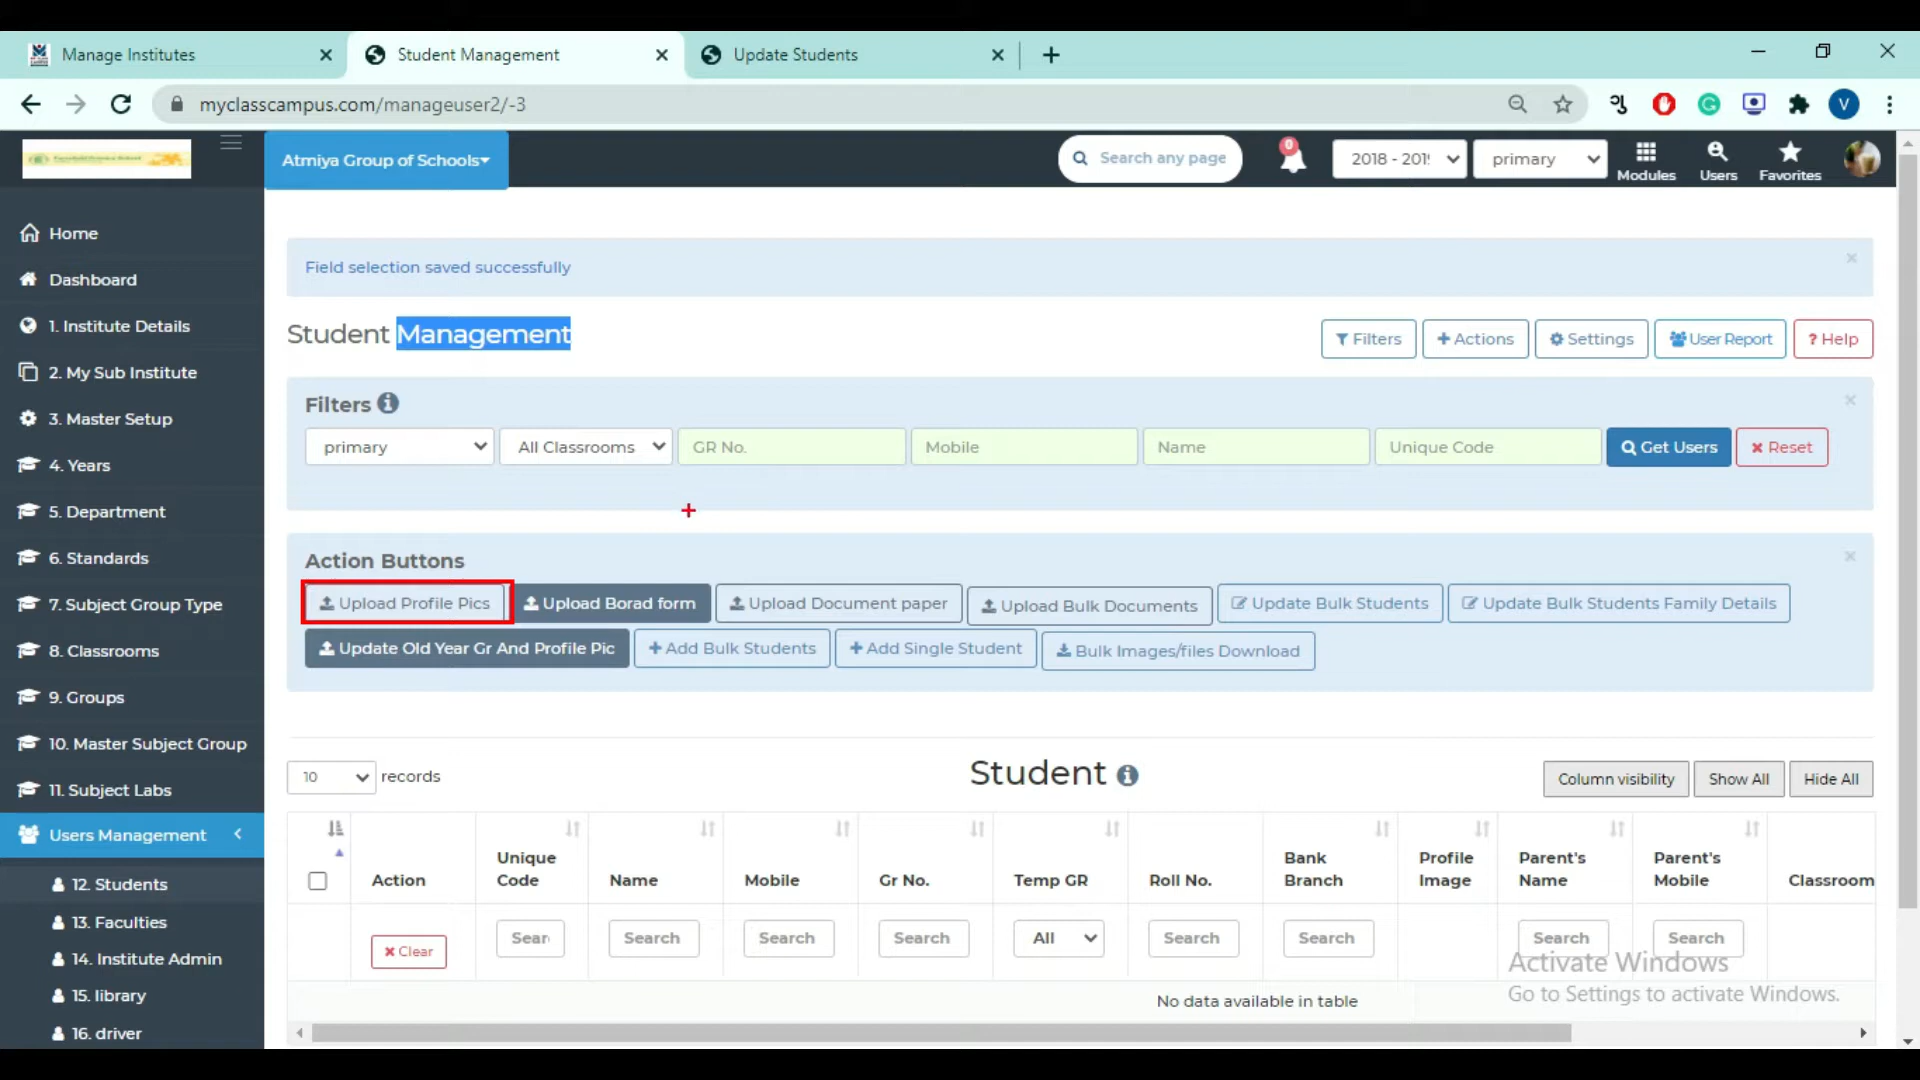 Manage Institutes
Student Management
Update Students
myclasscampus.com/manageuser2/-3
V
Atmiya Group of Schools
Search any page
0
2018 - 201
primary
Modules
Users
Favorites
Home
Dashboard
1. Institute Details
2. My Sub Institute
3. Master Setup
4. Years
5. Department
6. Standards
7. Subject Group Type
8. Classrooms
9. Groups
10. Master Subject Group
11. Subject Labs
Users Management
12. Students
13. Faculties
14. Institute Admin
15. library
16. driver
Field selection saved successfully
Student Management
Filters
Actions
Settings
User Report
? Help
Filters
primary
All Classrooms
GR No.
Mobile
Name
Unique Code
Get Users
Reset
Action Buttons
Upload Profile Pics
Upload Borad form
Upload Document paper
Upload Bulk Documents
Update Bulk Students
Update Bulk Students Family Details
Update Old Year Gr And Profile Pic
Add Bulk Students
Add Single Student
Bulk Images/files Download
10 records
Student
Column visibility
Show All
Hide All
Action
Unique Code
Name
Mobile
Gr No.
Temp GR
Roll No.
Bank Branch
Profile Image
Parent's Name
Parent's Mobile
Classroom
Clear
Sear
Search
Search
Search
All
Search
Search
Search
Search
No data available in table
Activate Windows
Go to Settings to activate Windows.